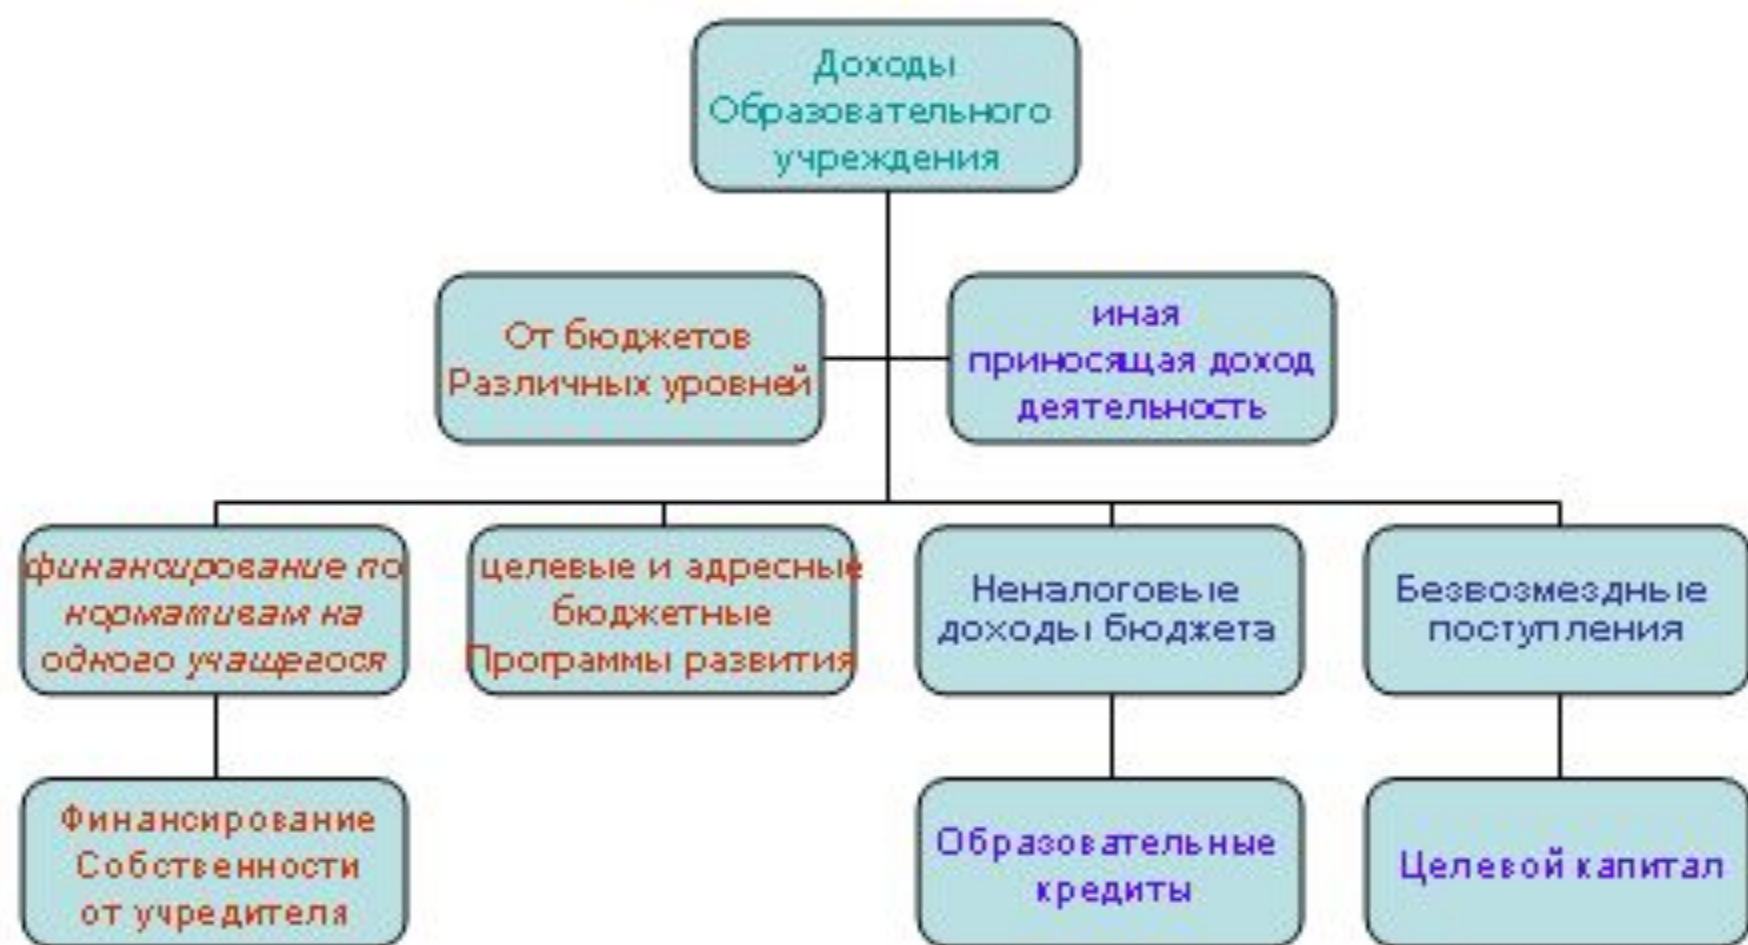 Доходы
Образовательного
учреждения
От бюджетов
Различных уровней
иная
приносящая доход
деятельность
финансирование по
нормативам на
одного учащегося
целевые и адресные
бюджетные
Программы развития
Неналоговые
доходы бюджета
Безвозмездные
поступления
Финансирование
Собственности
от учредителя
Образовательные
кредиты
Целевой капитал